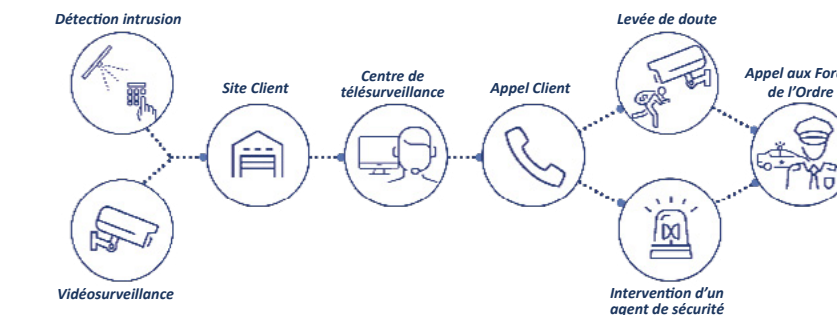 Détection intrusion
Vidéosurveillance
Site Client
Centre de
télésurveillance
Appel Client
Levée de doute
Intervention d’un
agent de sécurité
Appel aux For
de l’Ordre